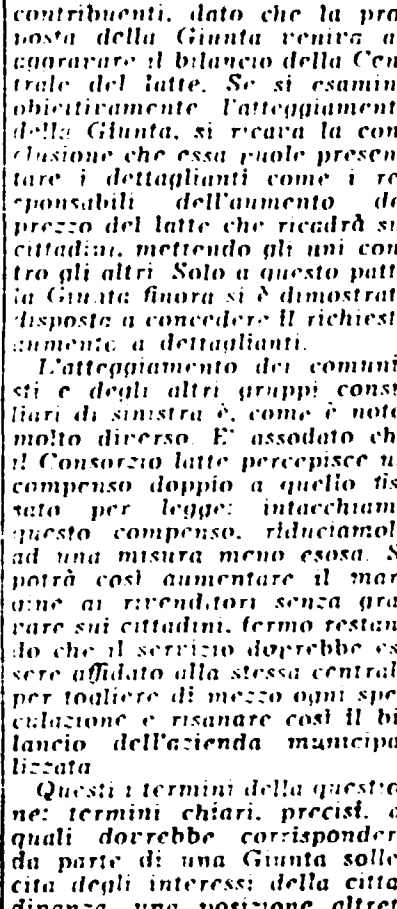 contribuenti, dato che la pro
posta della Giunta veniva a
aggravare il bilancio della Cen
trale del latte. Se si esamin
obiettivamente l'atteggiament
della Giunta, si ricava la con
clusione che essa vuole presen
tare i dettaglianti come i re
sponsabili dell'aumento de
prezzo del latte che ricadrà su
cittadini, mettendo gli uni con
tro gli altri Solo a questo patt
la Giunta finora si è dimostrat
disposta a concedere il richiest
aumento a dettaglianti.
L'atteggiamento dei comuni
sti e degli altri gruppi consi
liari di sinistra è, come è noto
molto diverso. E' assodato ch
il Consorzio latte percepisce u
compenso doppio a quello fis
sato per legge: intacchiam
questo compenso, riduciamol
ad una misura meno esosa. S
potrà così aumentare il mar
gine ai rivenditori senza gra
vare sui cittadini, fermo restan
do che il servizio dovrebbe es
sere affidato alla stessa central
per togliere di mezzo ogni spe
culazione e risanare così il bi
lancio dell'azienda municipa
lizzata
Questi i termini della questio
ne: termini chiari, precisi, a
quali dovrebbe corrisponder
da parte di una Giunta solle
cita degli interessi della citta
dinanza, una posizione altret